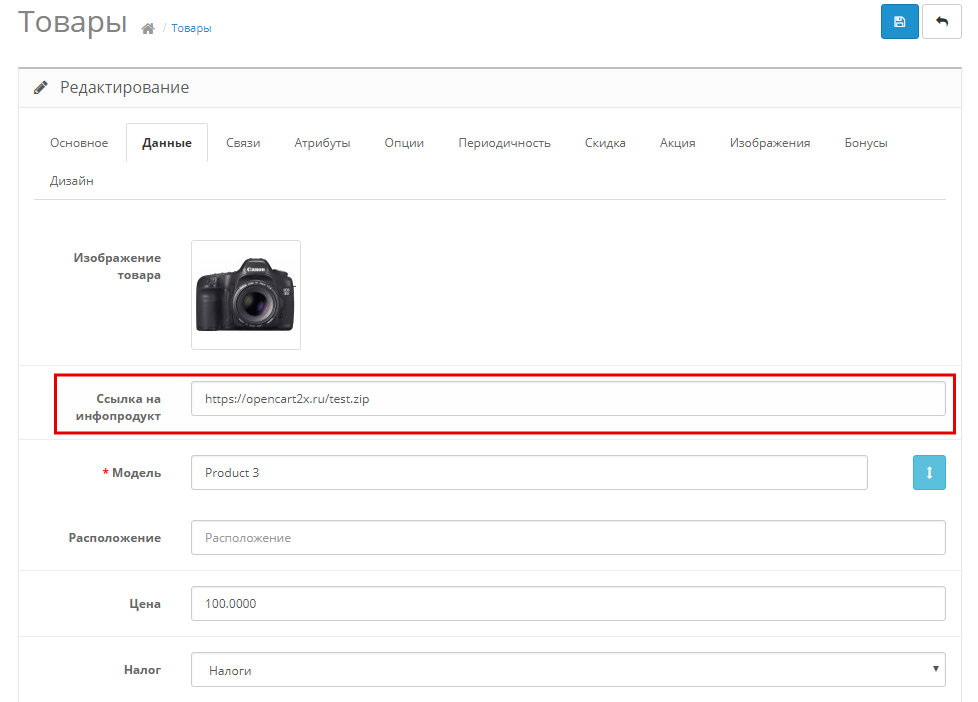 Товары / Товары
Редактирование
Основное Данные Связи Атрибуты Опции Периодичность Скидка Акция Изображения Бонусы
Дизайн
Изображение
товара
Canon
Ссылка на
инфопродукт
https://opencart2x.ru/test.zip
* Модель Product 3
Расположение Расположение
Цена 100.0000
Налог Налоги